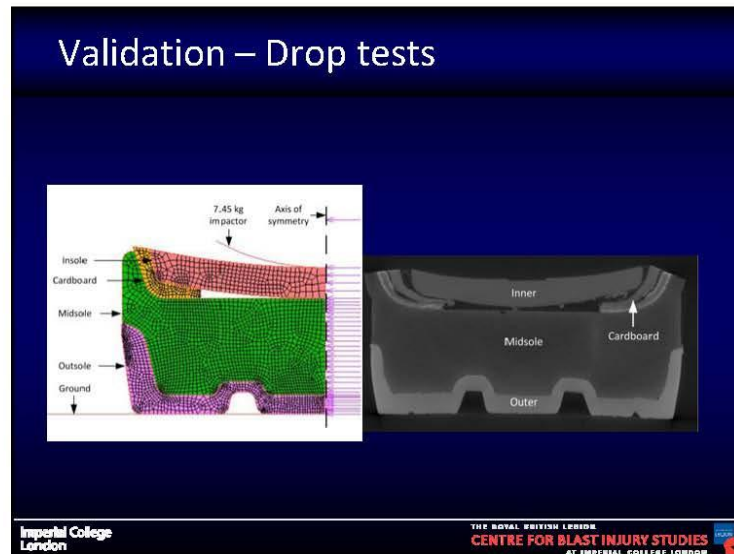 Validation – Drop tests
7.45 kg
impactor
Axis of
symmetry
Insole
Cardboard
Midsole
Outsole
Ground
Inner
Cardboard
Midsole
Outer
Imperial College
London
THE ROYAL BRITISH LEGION
CENTRE FOR BLAST INJURY STUDIES
AT IMPERIAL COLLEGE LONDON